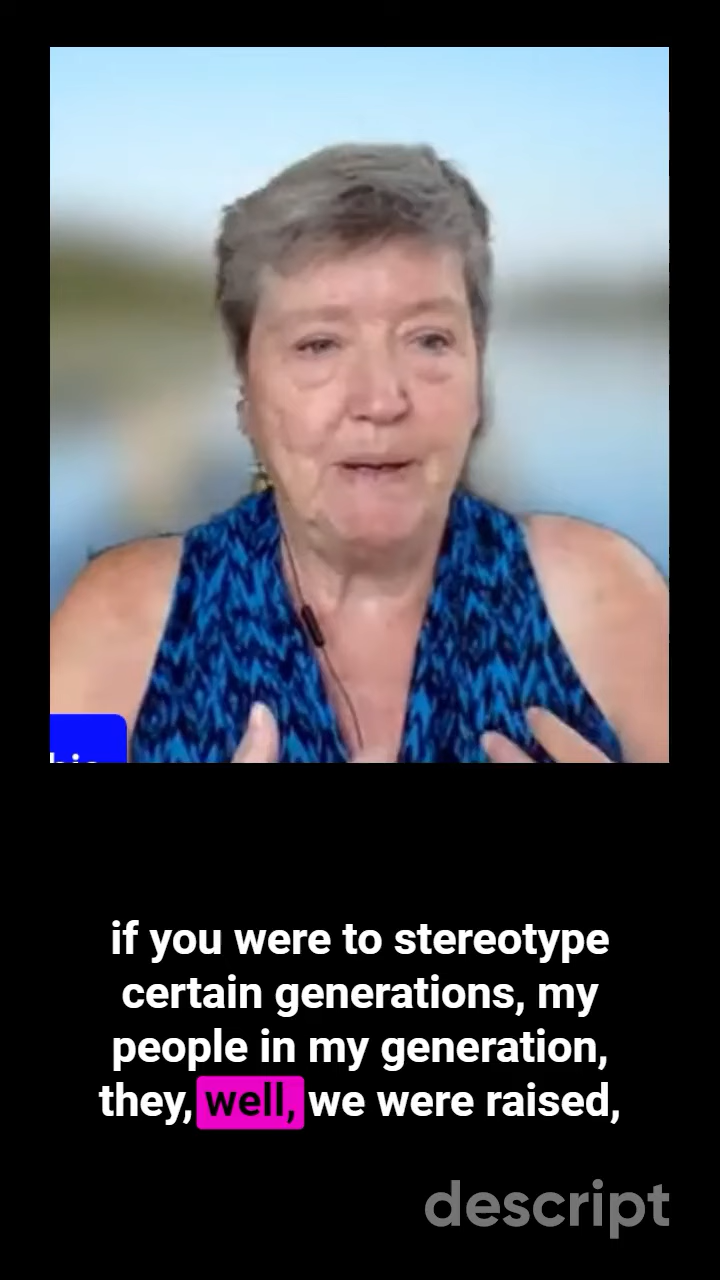 if you were to stereotype
certain generations, my
people in my generation,
they, well, we were raised,
descript